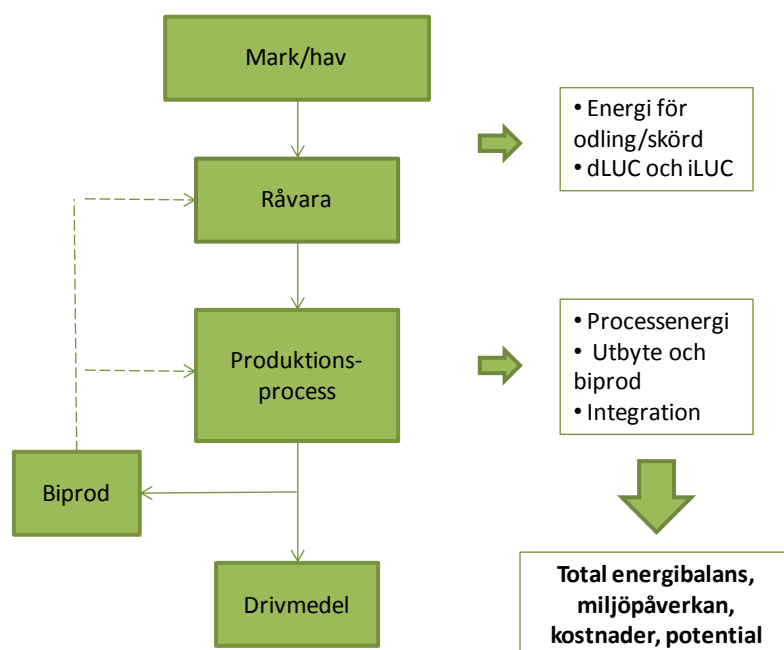 Mark/hav
• Energi för
odling/skörd
• dLUC och iLUC
Råvara
Produktions-
process
• Processenergi
• Utbyte och
biprod
• Integration
Biprod
Drivmedel
Total energibalans,
miljöpåverkan,
kostnader, potential